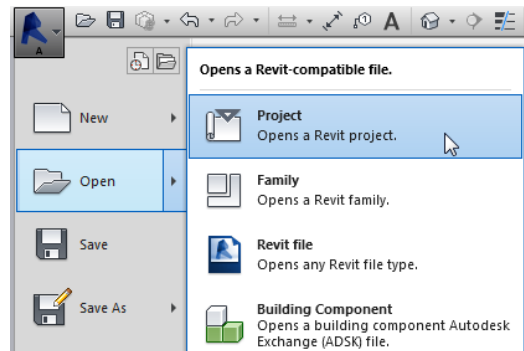 A
A
Opens a Revit-compatible file.
New
Project
Opens a Revit project.
Open
Family
Opens a Revit family.
Save
Revit file
Opens any Revit file type.
Save As
Building Component
Opens a building component Autodesk
Exchange (ADSK) file.